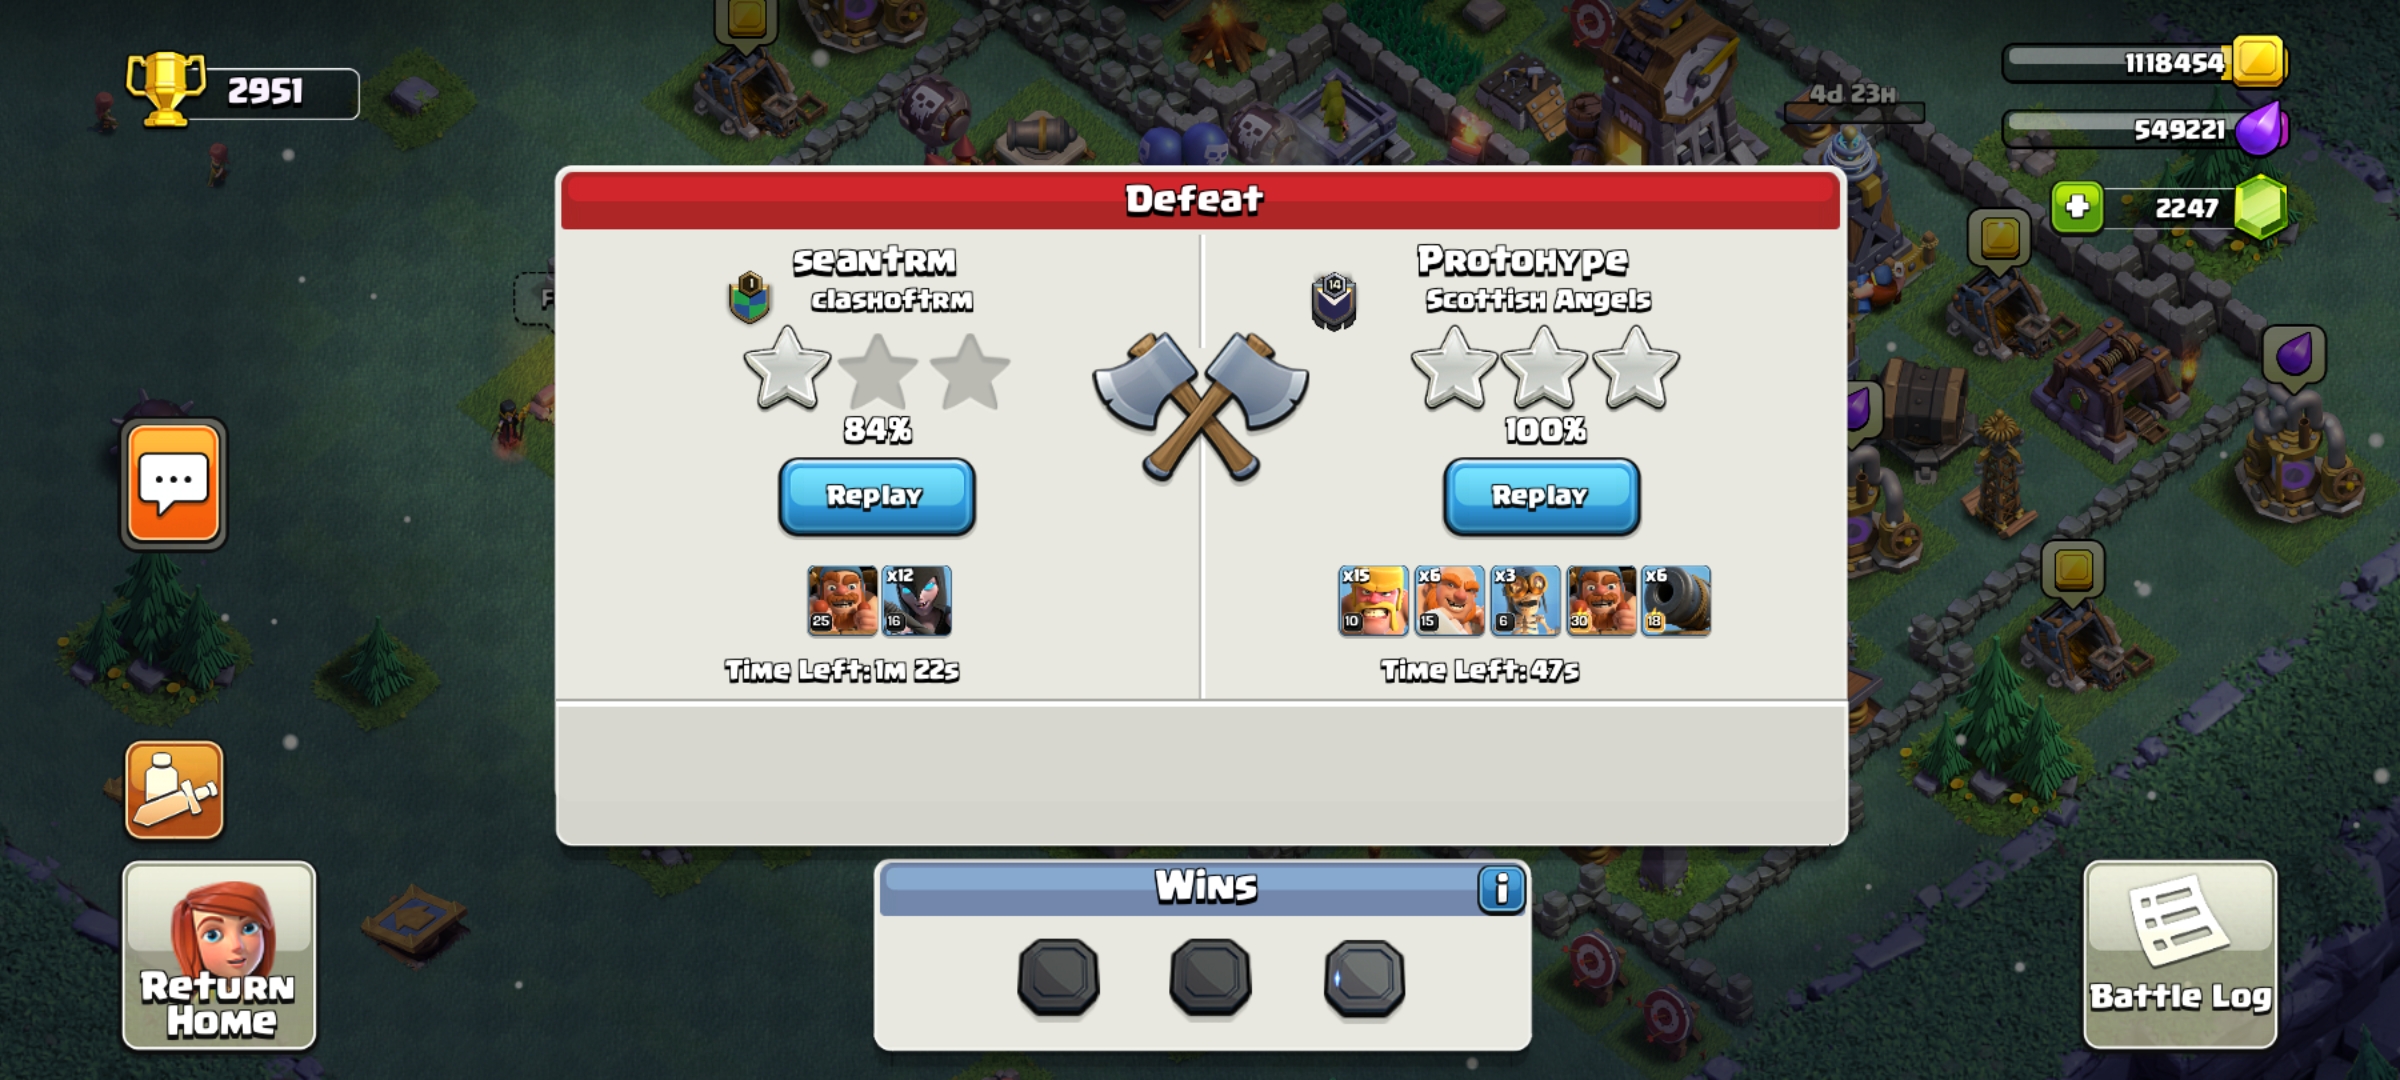 2951
1118454
549221
2247
4d 23h
Defeat
seantrm
1
clashoftrm
84%
Replay
25
x12
16
Time Left: 1m 22s
Protohype
14
Scottish Angels
100%
Replay
x15
10
x6
15
x3
6
30
x6
18
Time Left: 47s
Wins
i
Return
Home
Battle Log